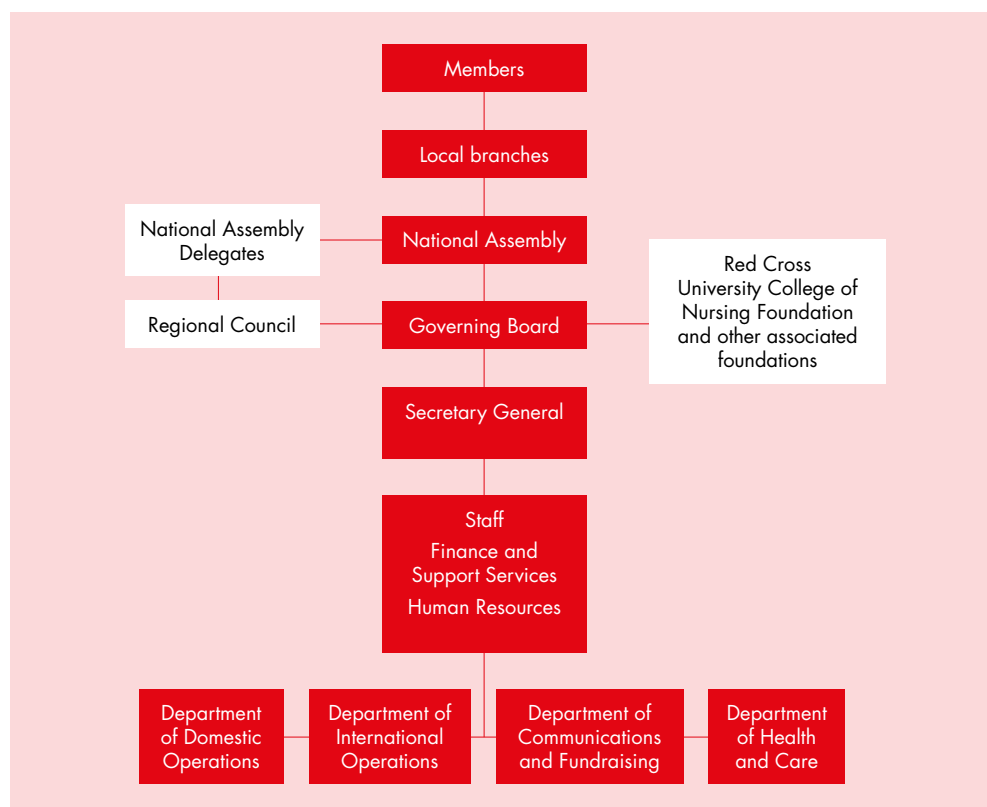 Members
Local branches
National Assembly
Delegates
National Assembly
Red Cross
University College of
Nursing Foundation
and other associated
foundations
Regional Council
Governing Board
Secretary General
Staff
Finance and
Support Services
Human Resources
Department
of Domestic
Operations
Department of
International
Operations
Department of
Communications
and Fundraising
Department
of Health
and Care